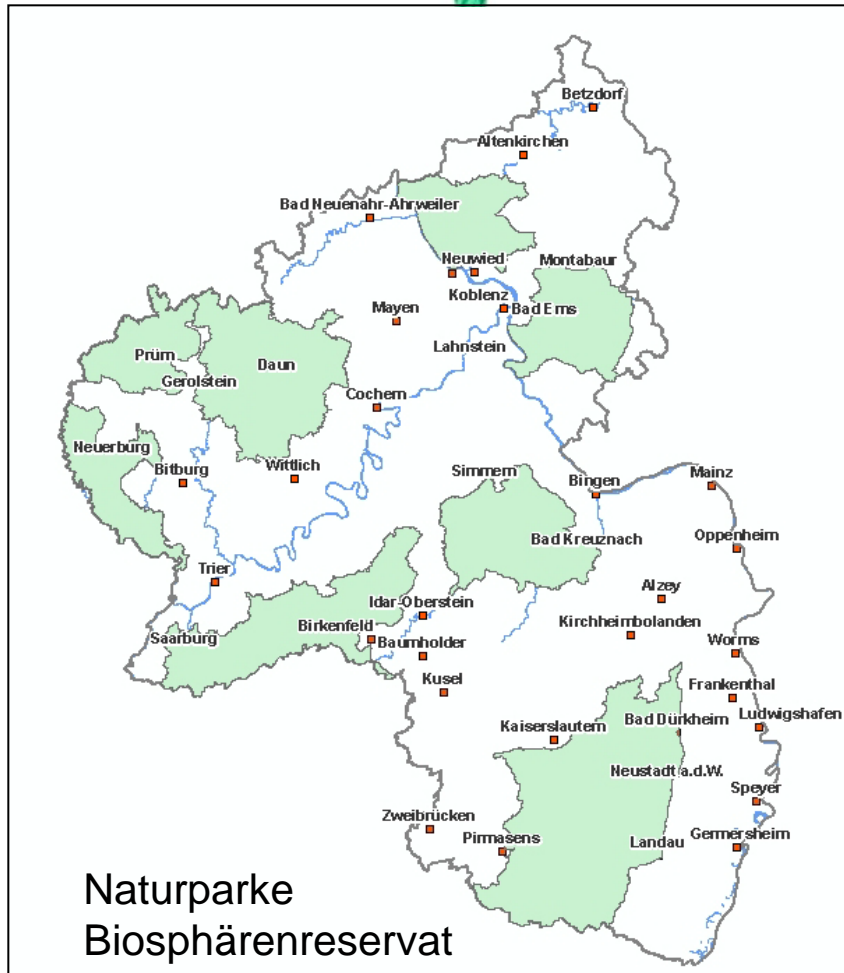 Betzdorf
Altenkirchen
Bad Neuenahr-Ahrweiler
Neuwied
Montabaur
Koblenz
Bad Ems
Mayen
Lahnstein
Prüm
Daun
Gerolstein
Cochem
Neuerburg
Bitburg
Wittlich
Simmern
Bingen
Mainz
Bad Kreuznach
Oppenheim
Trier
Alzey
Idar-Oberstein
Birkenfeld
Kirchheimbolanden
Saarburg
Baumholder
Worms
Kusel
Frankenthal
Kaiserslautern
Bad Dürkheim
Ludwigshafen
Neustadt a.d.W.
Speyer
Zweibrücken
Pirmasens
Landau
Germersheim
Naturparke
Biosphärenreservat